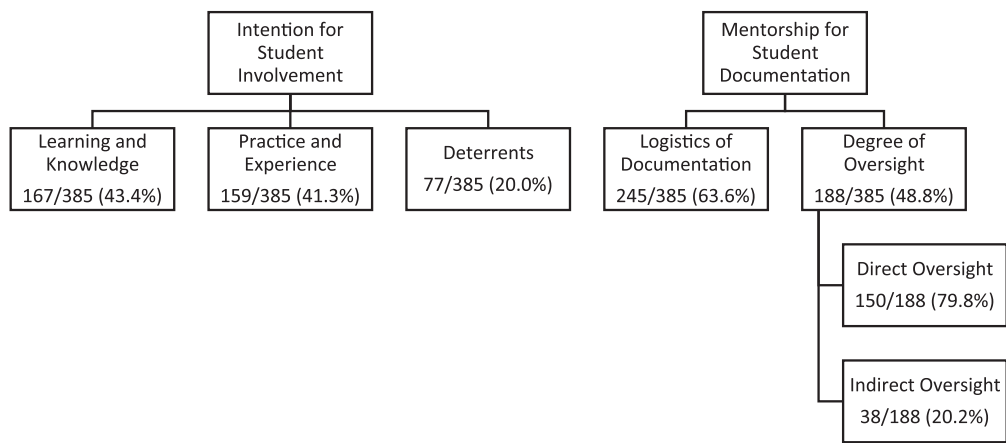 Intention for
Student
Involvement
Learning and
Knowledge
167/385 (43.4%)
Practice and
Experience
159/385 (41.3%)
Deterrents
77/385 (20.0%)
Mentorship for
Student
Documentation
Logistics of
Documentation
245/385 (63.6%)
Degree of
Oversight
188/385 (48.8%)
Direct Oversight
150/188 (79.8%)
Indirect Oversight
38/188 (20.2%)